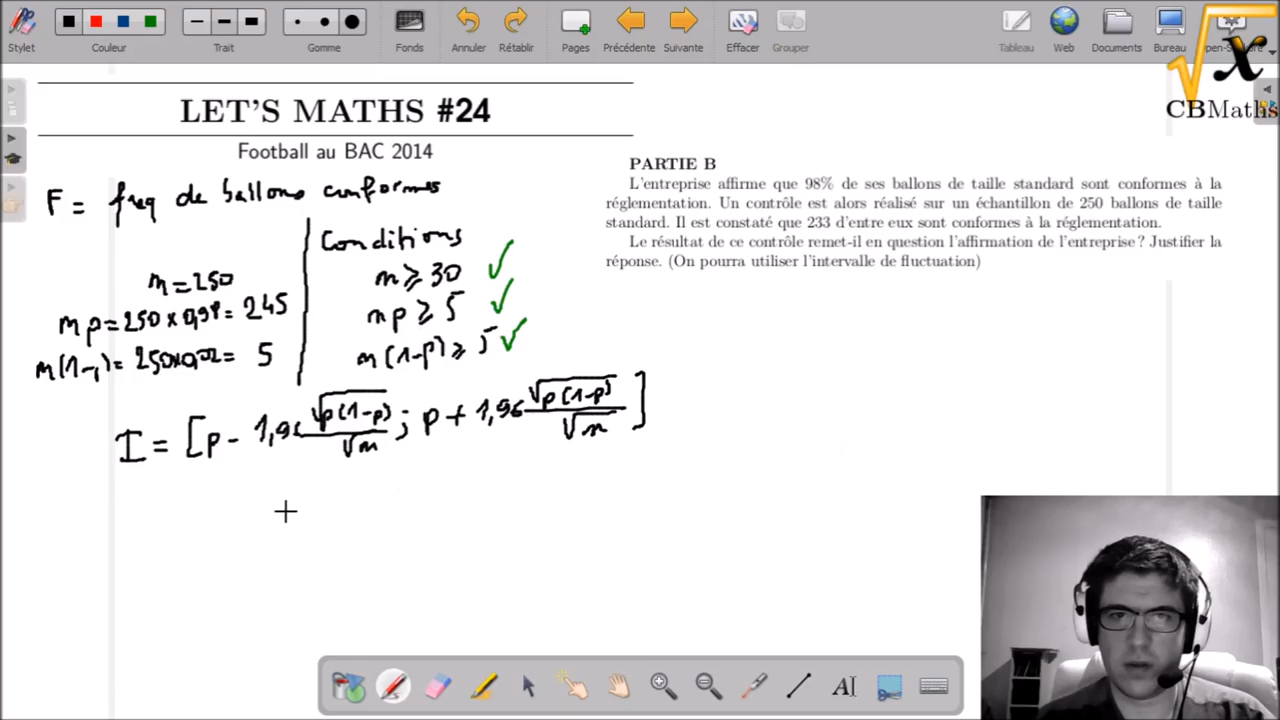 Stylet Couleur Trait Gomme Fonds Annuler Rétablir Pages Précédente Suivante Effacer Grouper Tableau Web Documents Bureau
x
CBMaths
LET'S MATHS #24
Football au BAC 2014
F = freq de ballons conformes
Conditions
n = 250
n ≥ 30 ✓
np = 250 × 0,98 = 245
np ≥ 5 ✓
n(1-p) = 250×0,02 = 5
n(1-p) ≥ 5 ✓
I = [p - 1,96 √p(1-p) / √n ; p + 1,96 √p(1-p) / √n ]
PARTIE B
L'entreprise affirme que 98% de ses ballons de taille standard sont conformes à la
réglementation. Un contrôle est alors réalisé sur un échantillon de 250 ballons de taille
standard. Il est constaté que 233 d'entre eux sont conformes à la réglementation.
Le résultat de ce contrôle remet-il en question l'affirmation de l'entreprise ? Justifier la
réponse. (On pourra utiliser l'intervalle de fluctuation)